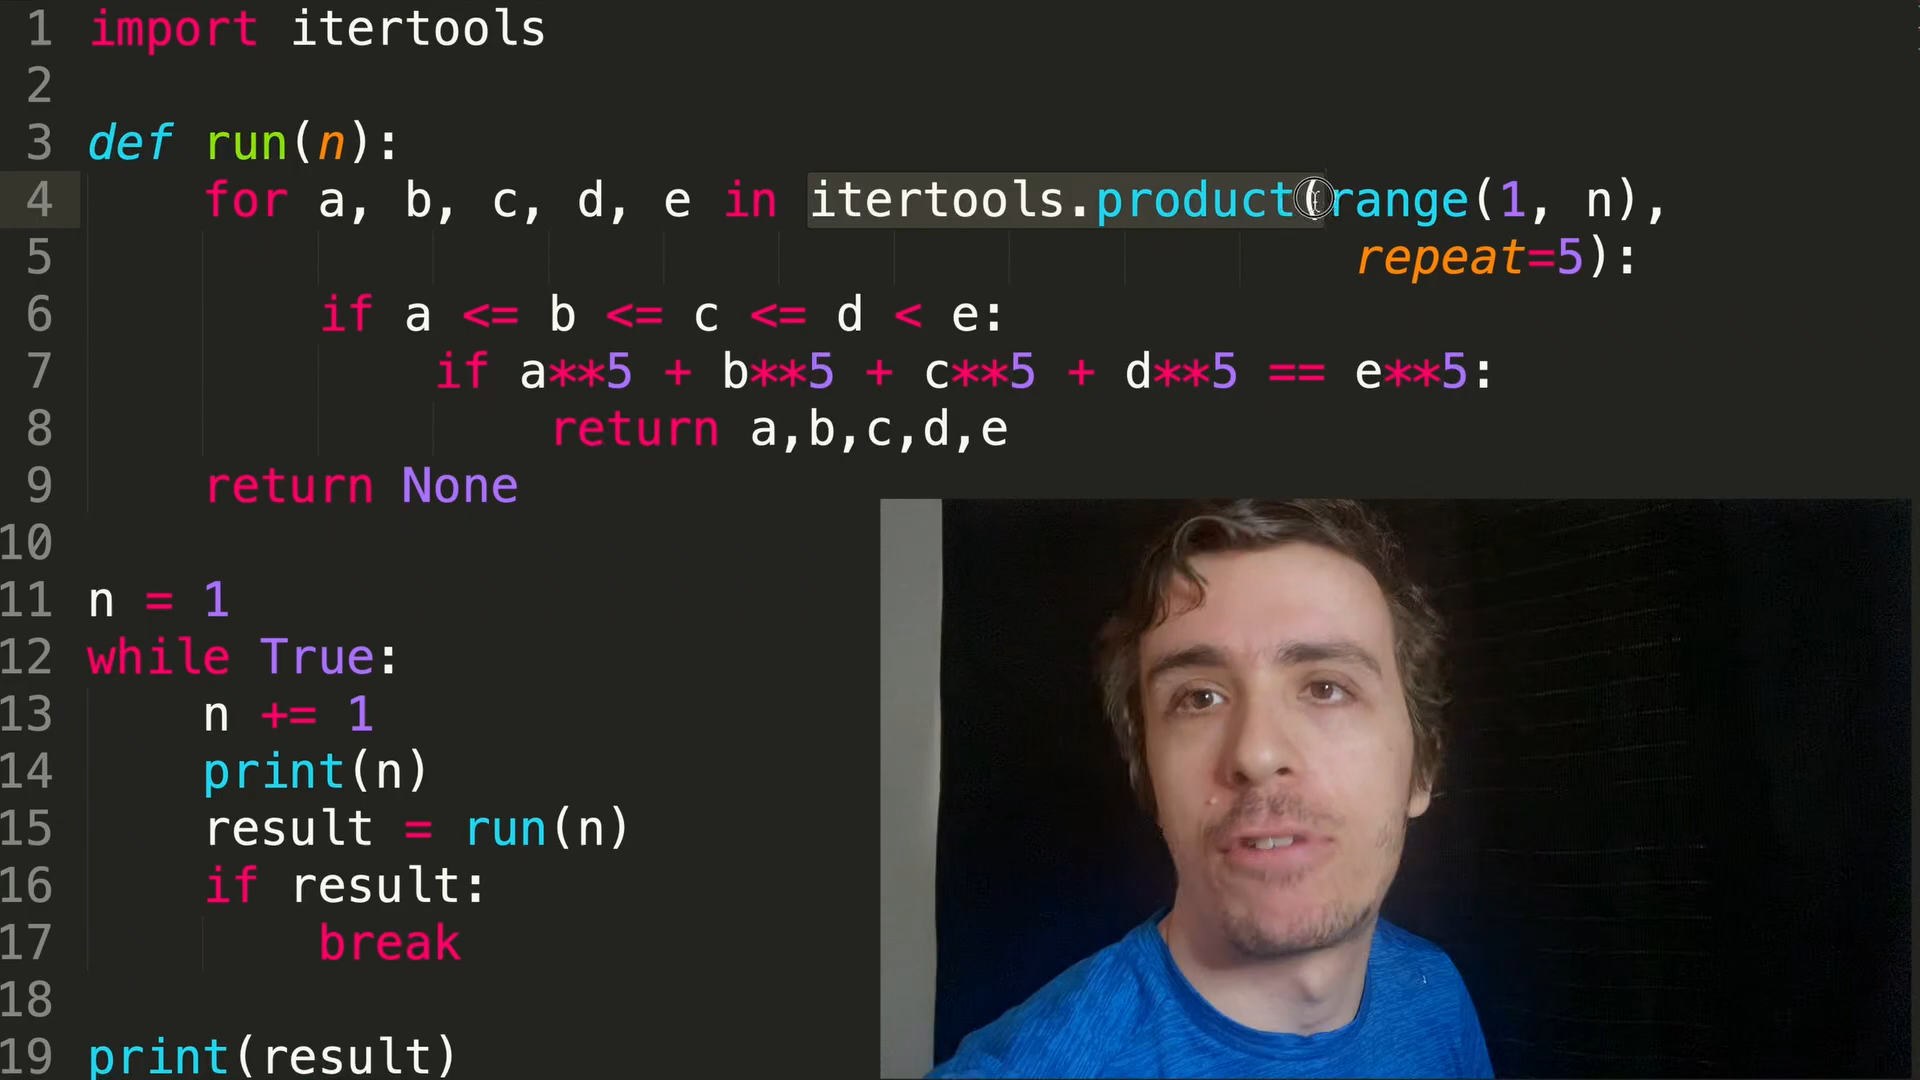 1 import itertools
2
3 def run(n):
4 for a, b, c, d, e in itertools.product(range(1, n),
5 repeat=5):
6 if a <= b <= c <= d < e:
7 if a**5 + b**5 + c**5 + d**5 == e**5:
8 return a,b,c,d,e
9 return None
10
11 n = 1
12 while True:
13 n += 1
14 print(n)
15 result = run(n)
16 if result:
17 break
18
19 print(result)